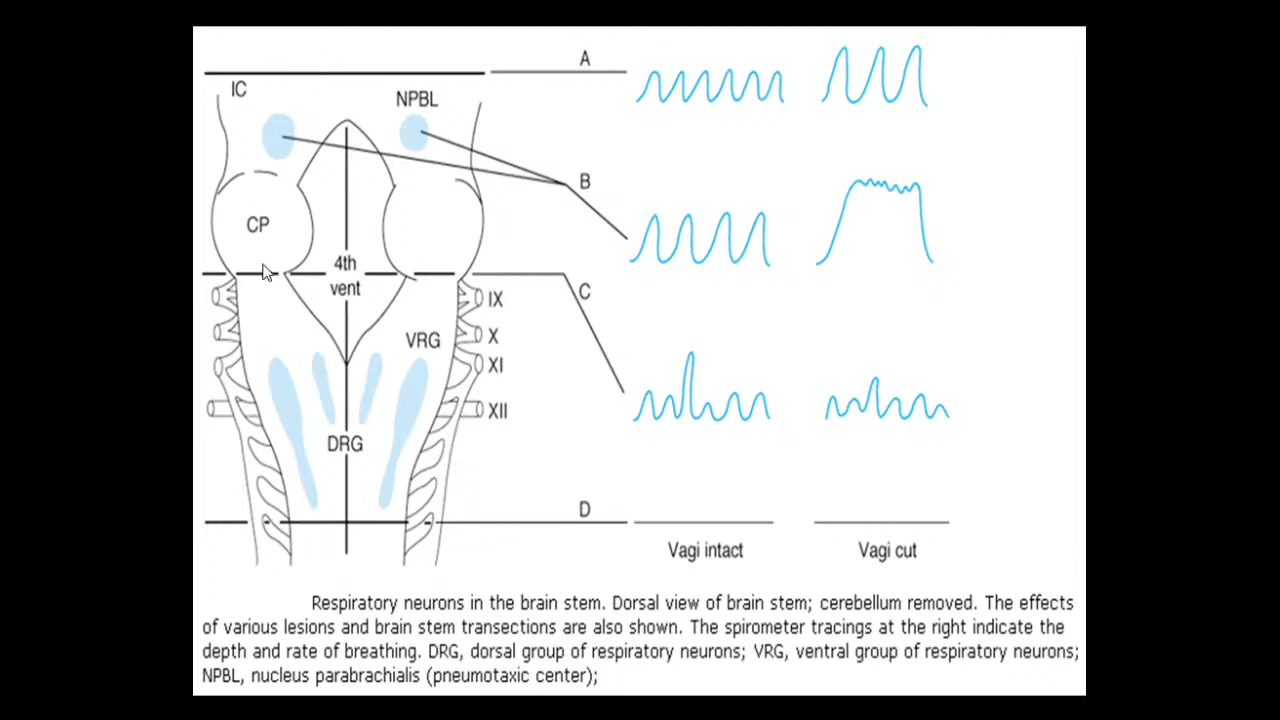 A
IC
NPBL
B
CP
4th
vent
C
IX
X
VRG
XI
XII
DRG
D
Vagi intact
Vagi cut
Respiratory neurons in the brain stem. Dorsal view of brain stem; cerebellum removed. The effects
of various lesions and brain stem transections are also shown. The spirometer tracings at the right indicate the
depth and rate of breathing. DRG, dorsal group of respiratory neurons; VRG, ventral group of respiratory neurons;
NPBL, nucleus parabrachialis (pneumotaxic center);